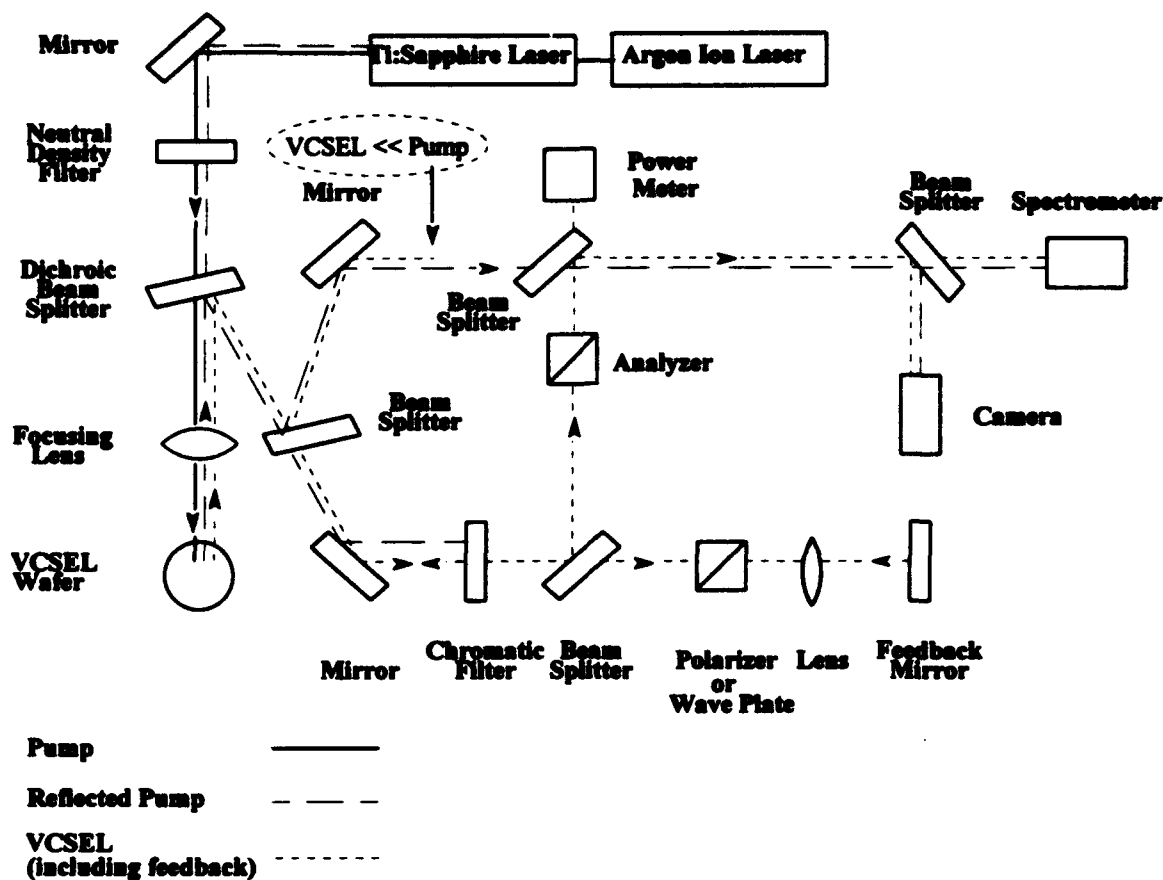 Mirror
Ti:Sapphire Laser
Argon Ion Laser
Neutral
Density
Filter
VCSEL << Pump
Mirror
Power
Meter
Beam
Splitter
Spectrometer
Dichroic
Beam
Splitter
Beam
Splitter
Analyzer
Beam
Splitter
Camera
Focusing
Lens
VCSEL
Wafer
Mirror
Chromatic
Filter
Beam
Splitter
Polarizer
or
Wave Plate
Lens
Feedback
Mirror
Pump
Reflected Pump
VCSEL
(including feedback)